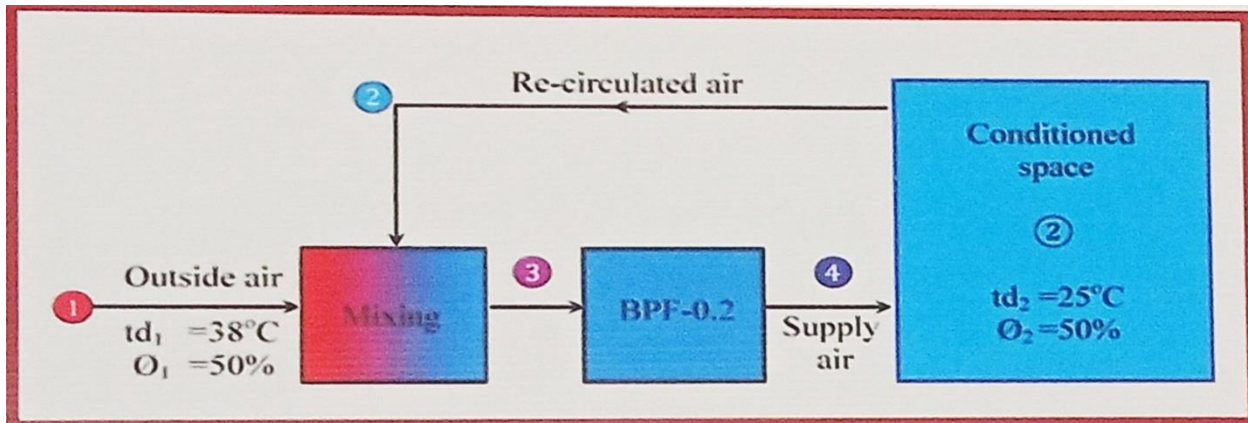 Re-circulated air
2
Conditioned
space
②
td₂ =25°C
Ø₂ =50%
Outside air
1
td₁ =38°C
Ø₁ =50%
Mixing
3
BPF-0.2
4
Supply
air